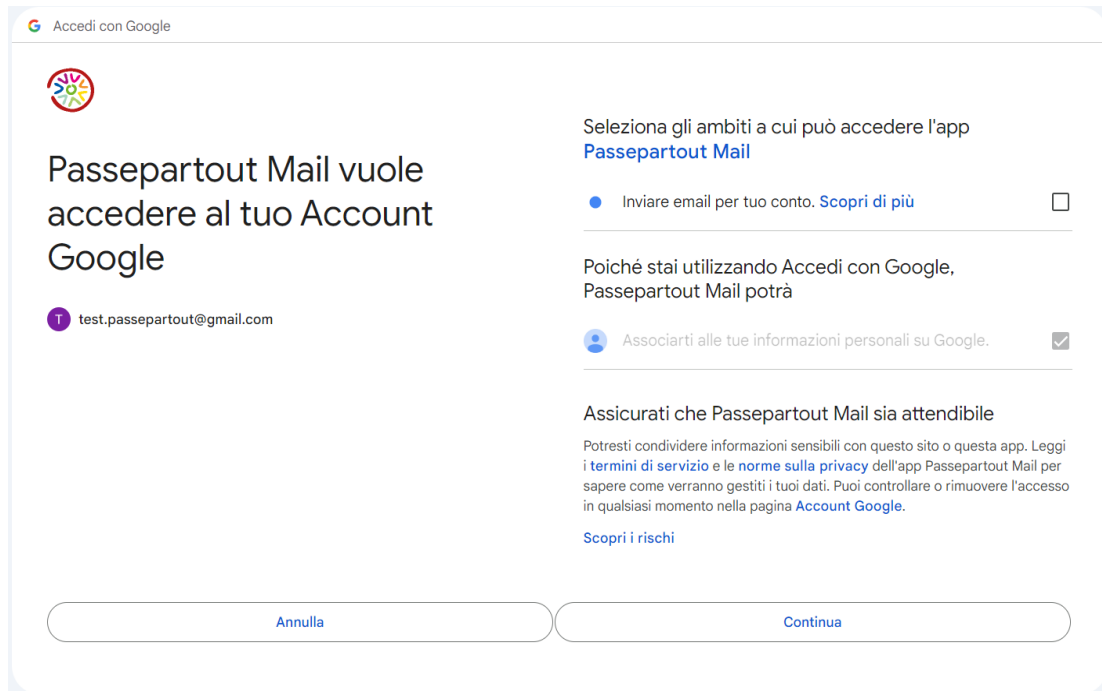 Accedi con Google
Passepartout Mail vuole
accedere al tuo Account
Google
T test.passepartout@gmail.com
Seleziona gli ambiti a cui può accedere l'app
Passepartout Mail
Inviare email per tuo conto. Scopri di più
Poiché stai utilizzando Accedi con Google,
Passepartout Mail potrà
Associarti alle tue informazioni personali su Google.
Assicurati che Passepartout Mail sia attendibile
Potresti condividere informazioni sensibili con questo sito o questa app. Leggi
i termini di servizio e le norme sulla privacy dell'app Passepartout Mail per
sapere come verranno gestiti i tuoi dati. Puoi controllare o rimuovere l'accesso
in qualsiasi momento nella pagina Account Google.
Scopri i rischi
Annulla
Continua